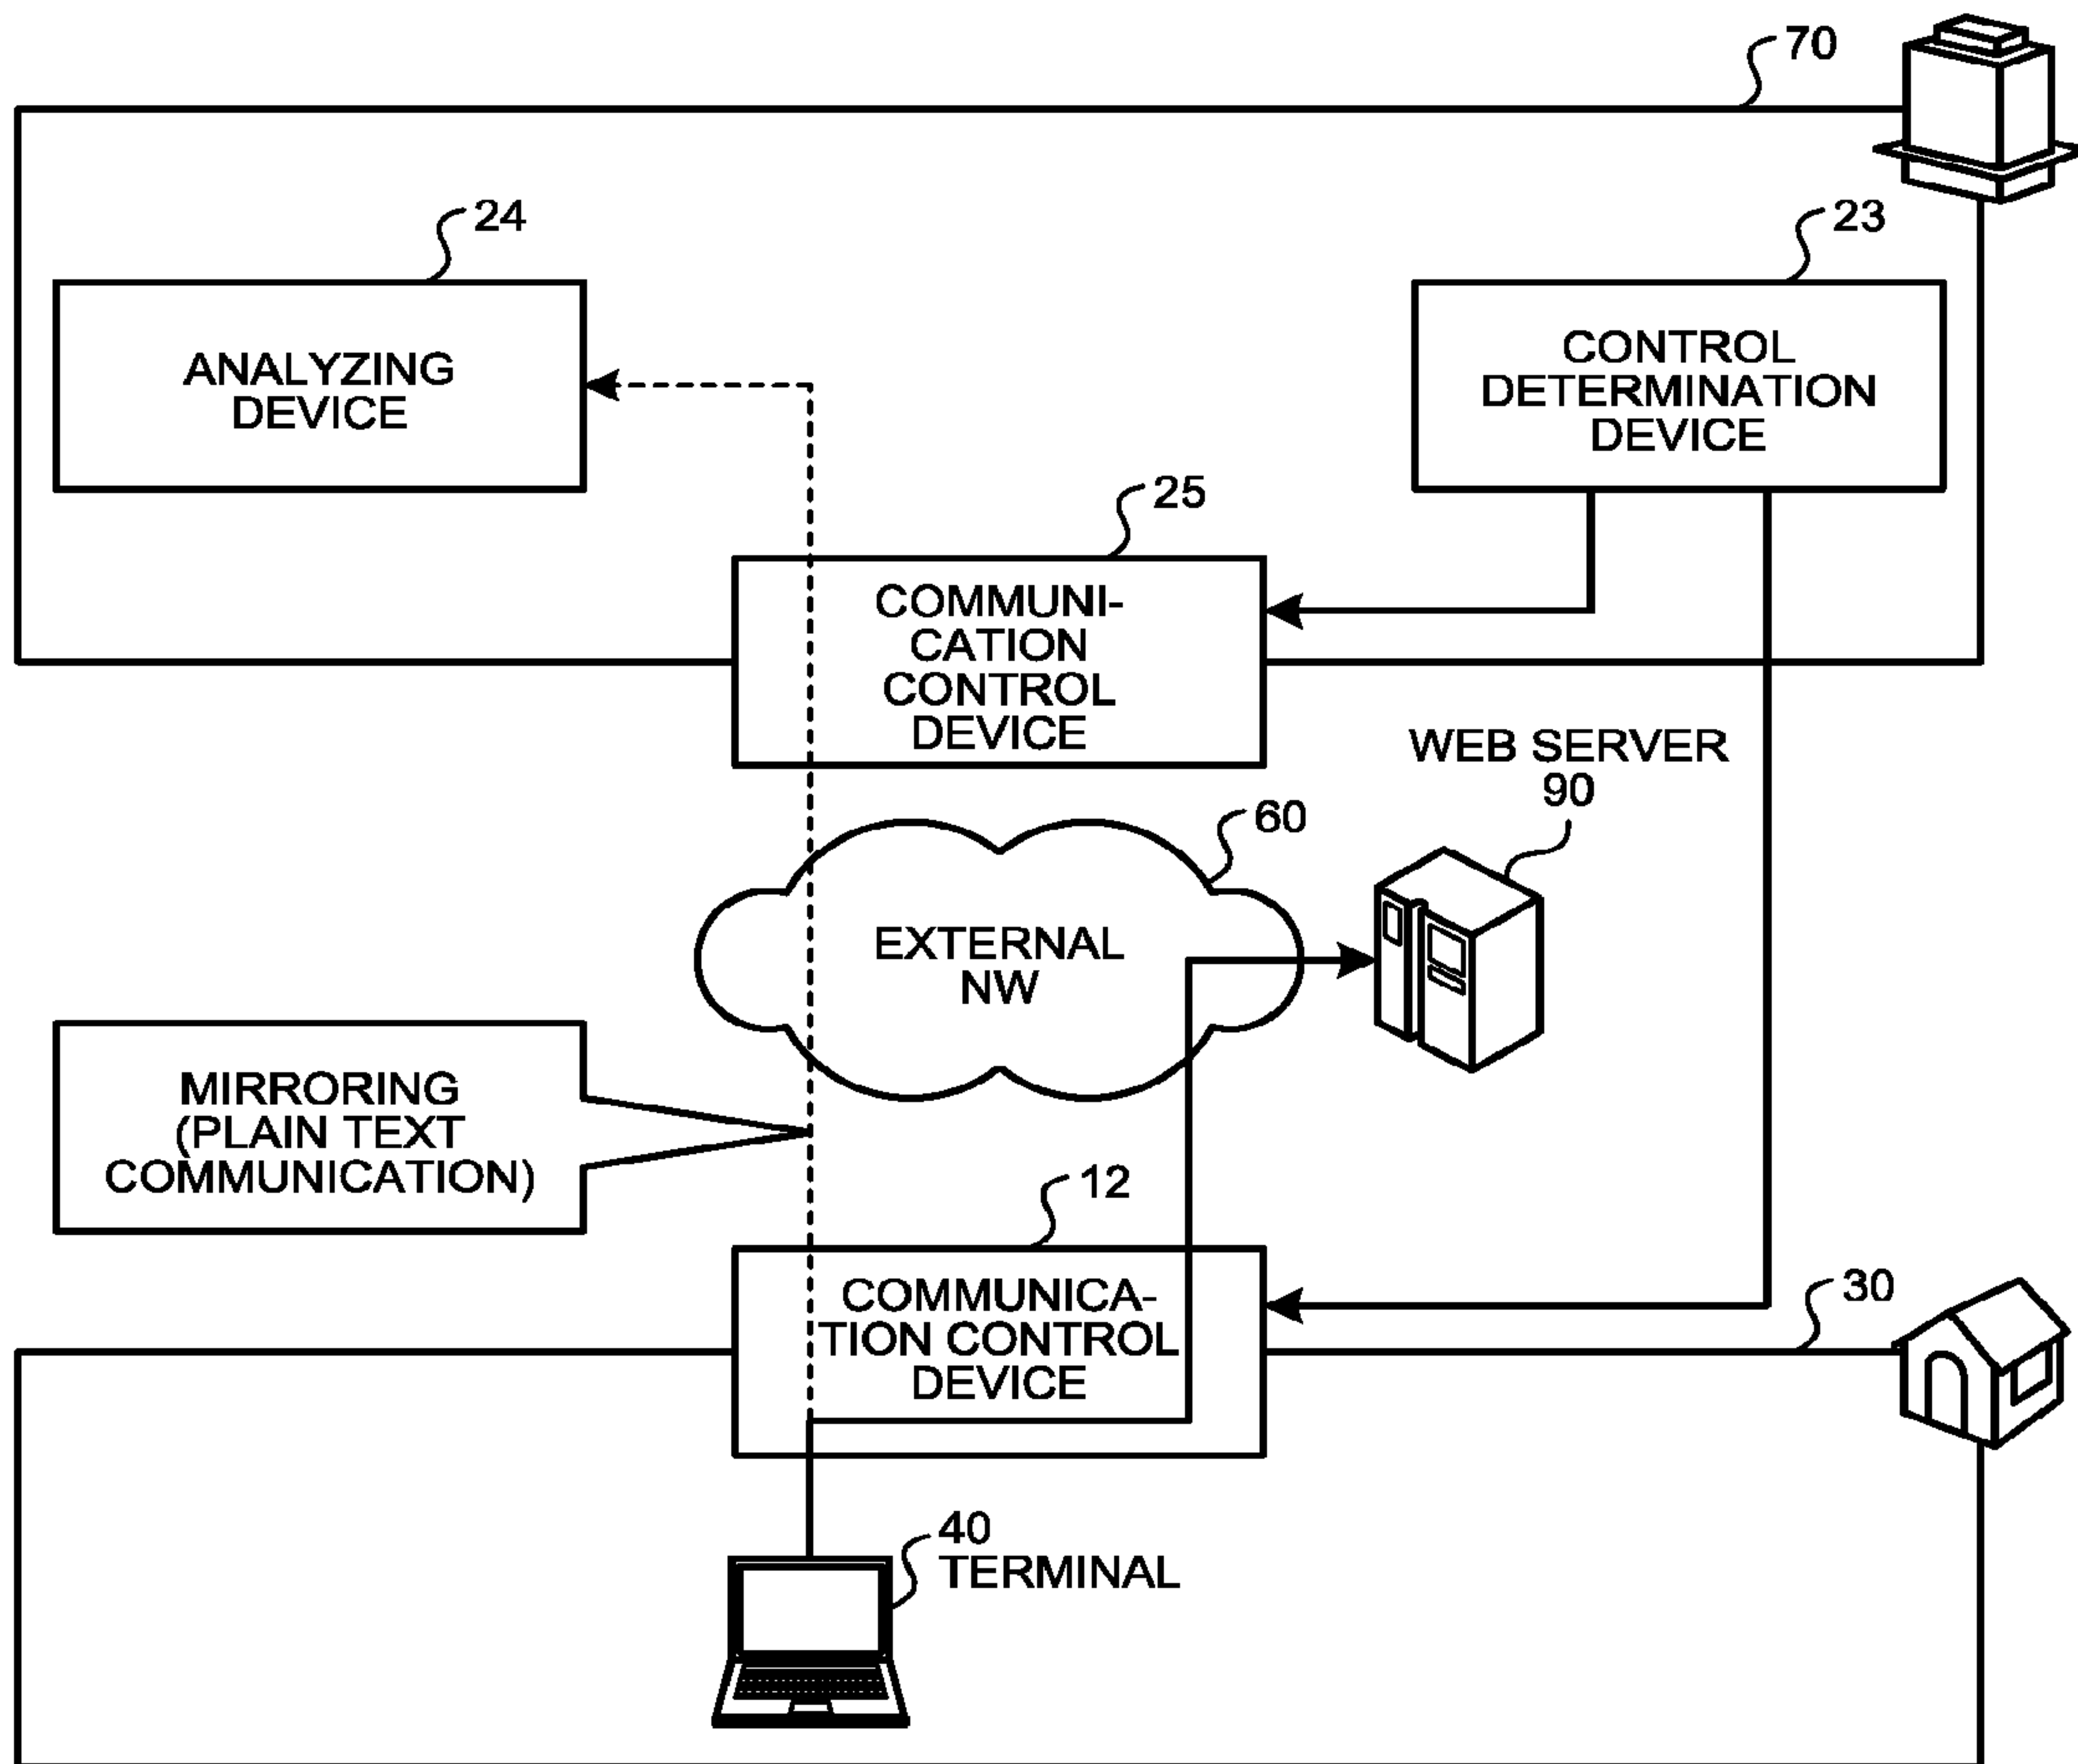 70
24
23
ANALYZING
DEVICE
CONTROL
DETERMINATION
DEVICE
25
COMMUNI-
CATION
CONTROL
DEVICE
WEB SERVER
90
60
EXTERNAL
NW
MIRRORING
(PLAIN TEXT
COMMUNICATION)
12
COMMUNICA-
TION CONTROL
DEVICE
30
40
TERMINAL